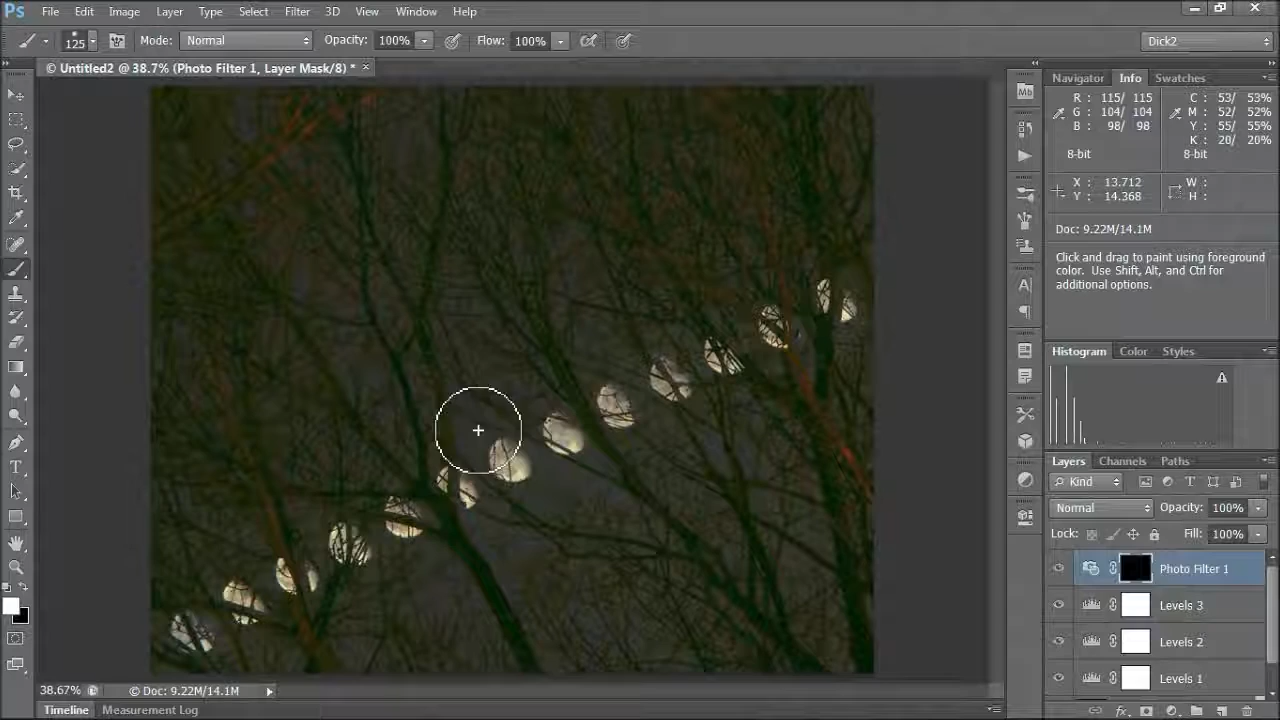 Ps File Edit Image Layer Type Select Filter 3D View Window Help
125 Mode: Normal Opacity: 100% Flow: 100% Dick2
© Untitled2 @ 38.7% (Photo Filter 1, Layer Mask/8) * ×
Navigator Info Swatches
R : 115/ 115 C : 53/ 53%
G : 104/ 104 M : 52/ 52%
B : 98/ 98 Y : 55/ 55%
K : 20/ 20%
8-bit 8-bit
X : 13.712 W :
Y : 14.368 H :
Doc: 9.22M/14.1M
Click and drag to paint using foreground
color. Use Shift, Alt, and Ctrl for
additional options.
Histogram Color Styles
Layers Channels Paths
Kind
Normal Opacity: 100%
Lock: Fill: 100%
Photo Filter 1
Levels 3
Levels 2
Levels 1
38.67% © Doc: 9.22M/14.1M
Timeline Measurement Log